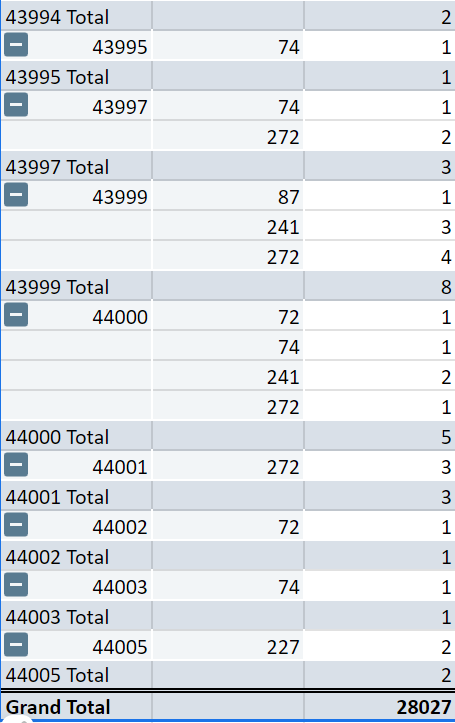 43994 Total 2
43995 74 1
43995 Total 1
43997 74 1
272 2
43997 Total 3
43999 87 1
241 3
272 4
43999 Total 8
44000 72 1
74 1
241 2
272 1
44000 Total 5
44001 272 3
44001 Total 3
44002 72 1
44002 Total 1
44003 74 1
44003 Total 1
44005 227 2
44005 Total 2
Grand Total 28027